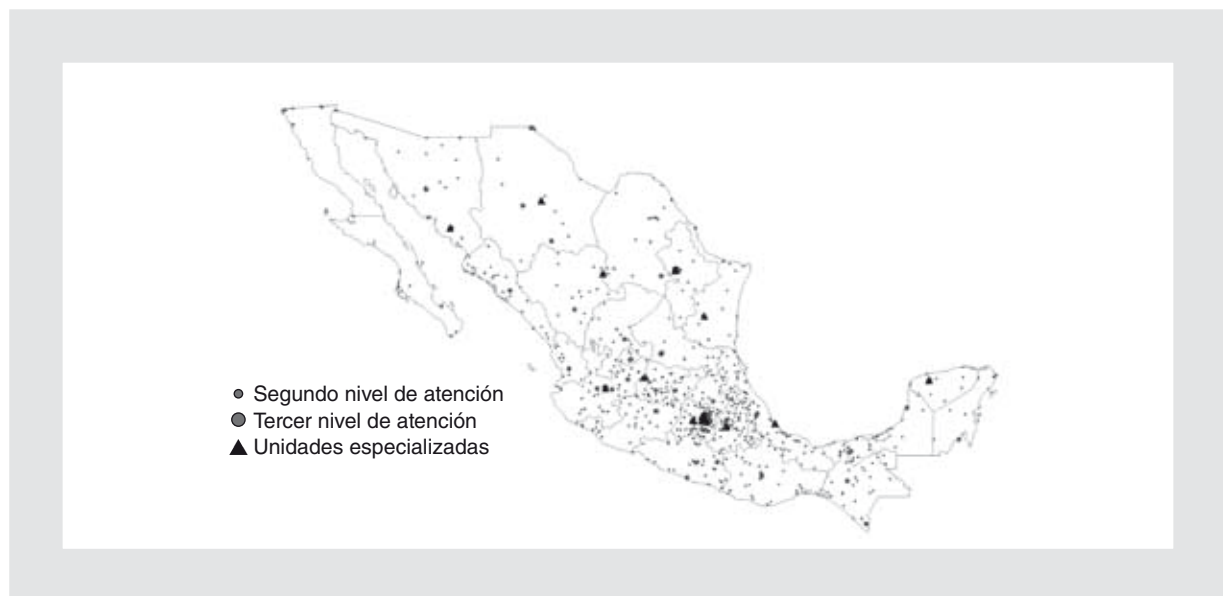 Segundo nivel de atención
Tercer nivel de atención
Unidades especializadas